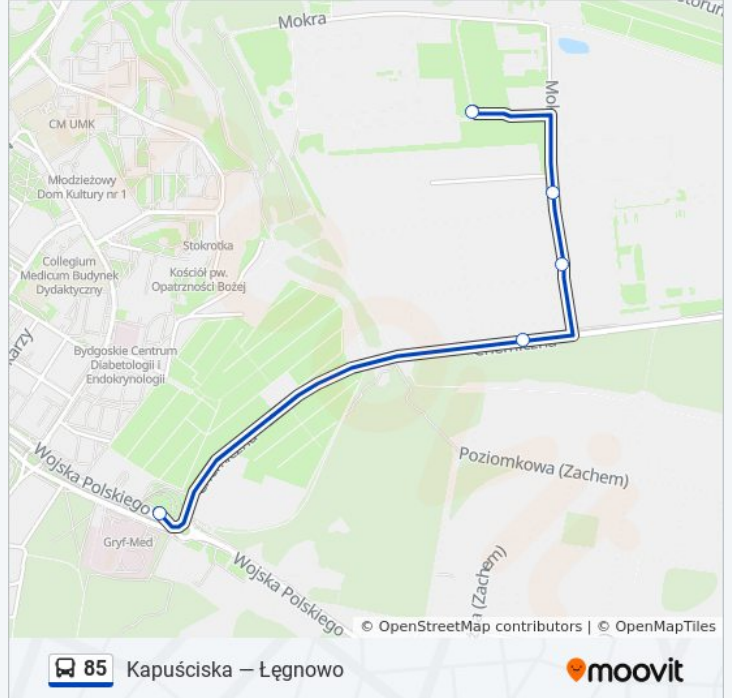 Mokra
CM UMK
Młodzieżowy
Dom Kultury nr 1
Stokrotka
Collegium
Medicum Budynek
Dydaktyczny
Kościół pw.
Opatrzności Bożej
Bydgoskie Centrum
Diabetologii i
Endokrynologii
Wojska Polskiego
Gryf-Med
Wojska Polskiego
Poziomkowa (Zachem)
(Zachem)
© OpenStreetMap contributors | © OpenMapTiles
85 Kapuściska — Łęgnowo
moovit